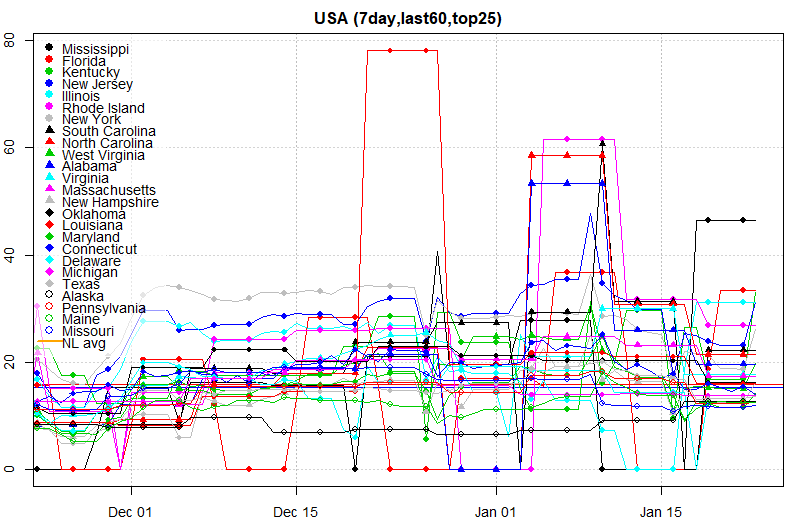 USA (7day,last60,top25)
80
60
40
20
0
Mississippi
Florida
Kentucky
New Jersey
Illinois
Rhode Island
New York
South Carolina
North Carolina
West Virginia
Alabama
Virginia
Massachusetts
New Hampshire
Oklahoma
Louisiana
Maryland
Connecticut
Delaware
Michigan
Texas
Alaska
Pennsylvania
Maine
Missouri
NL avg
Dec 01 Dec 15 Jan 01 Jan 15